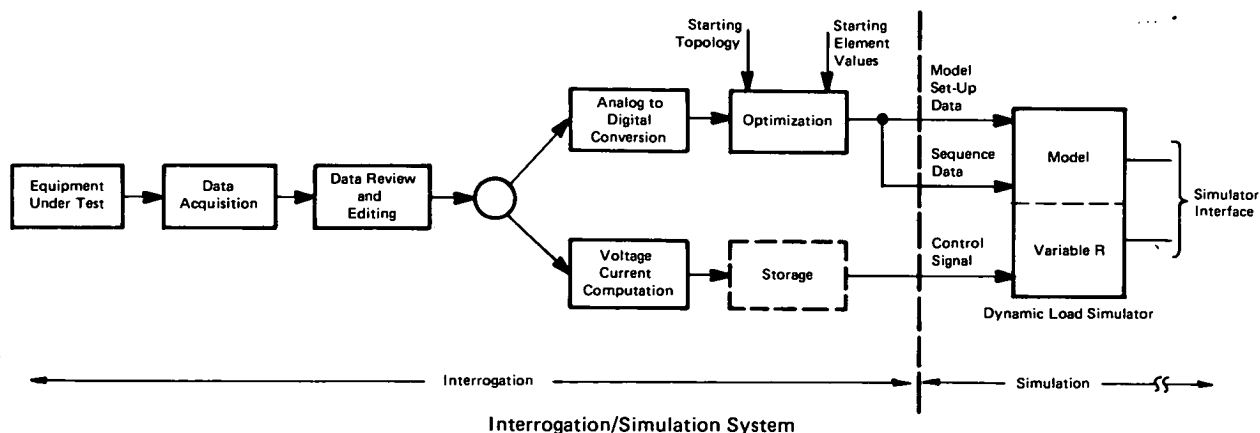 Starting
Topology
Starting
Element
Values
Model
Set-Up
Data
Analog to
Digital
Conversion
Optimization
Equipment
Under Test
Data
Acquisition
Data Review
and
Editing
Sequence
Data
Model
Simulator
Interface
Voltage
Current
Computation
Storage
Control
Signal
Variable R
Dynamic Load Simulator
Interrogation
Simulation
Interrogation/Simulation System